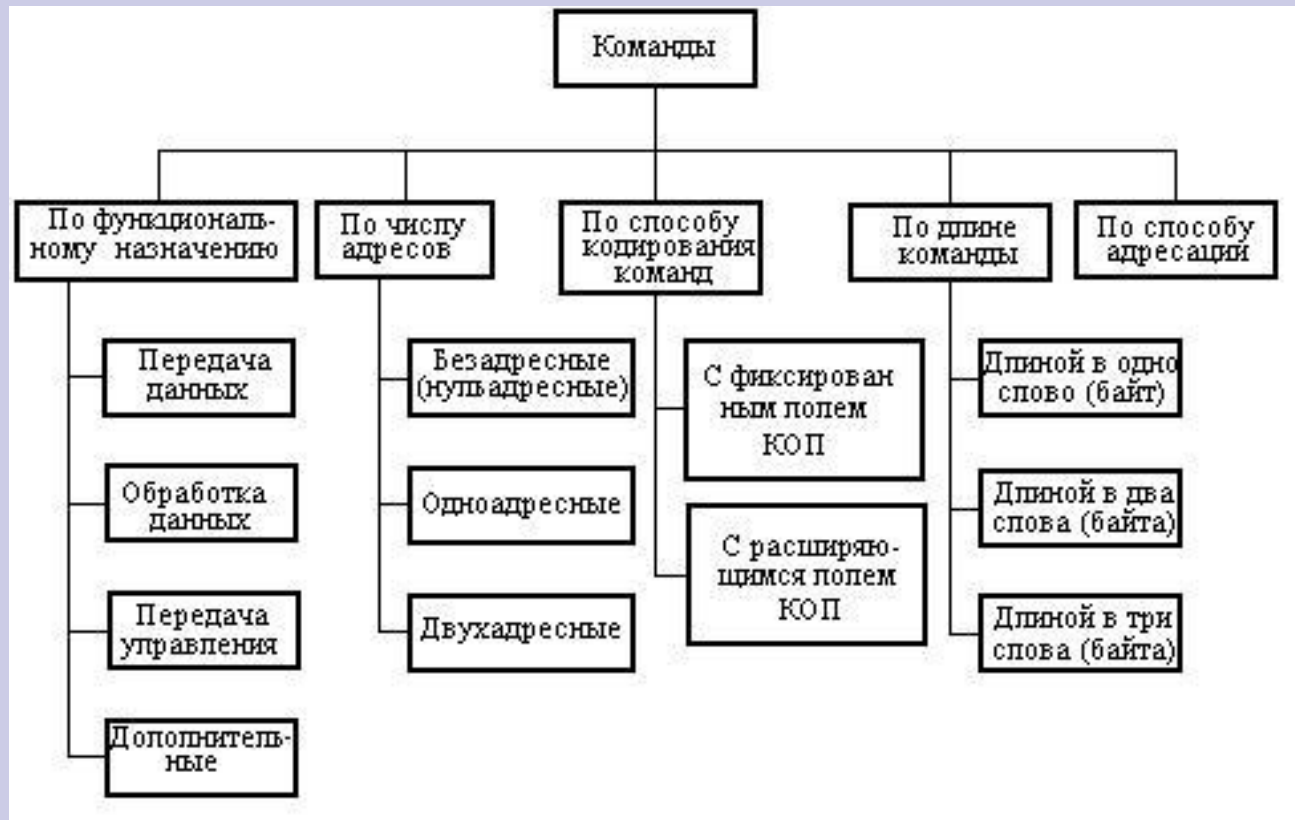 Команды
По функциональ-
ному назначению
По числу
адресов
По способу
кодирования
команд
По длине
команды
По способу
адресации
Передача
данных
Обработка
данных
Передача
управления
Дополнитель-
ные
Безадресные
(нульадресные)
Одноадресные
Двухадресные
С фиксирован
ным полем
КОП
С расширяю-
щимся полем
КОП
Длиной в одно
слово (байт)
Длиной в два
слова (байта)
Длиной в три
слова (байта)